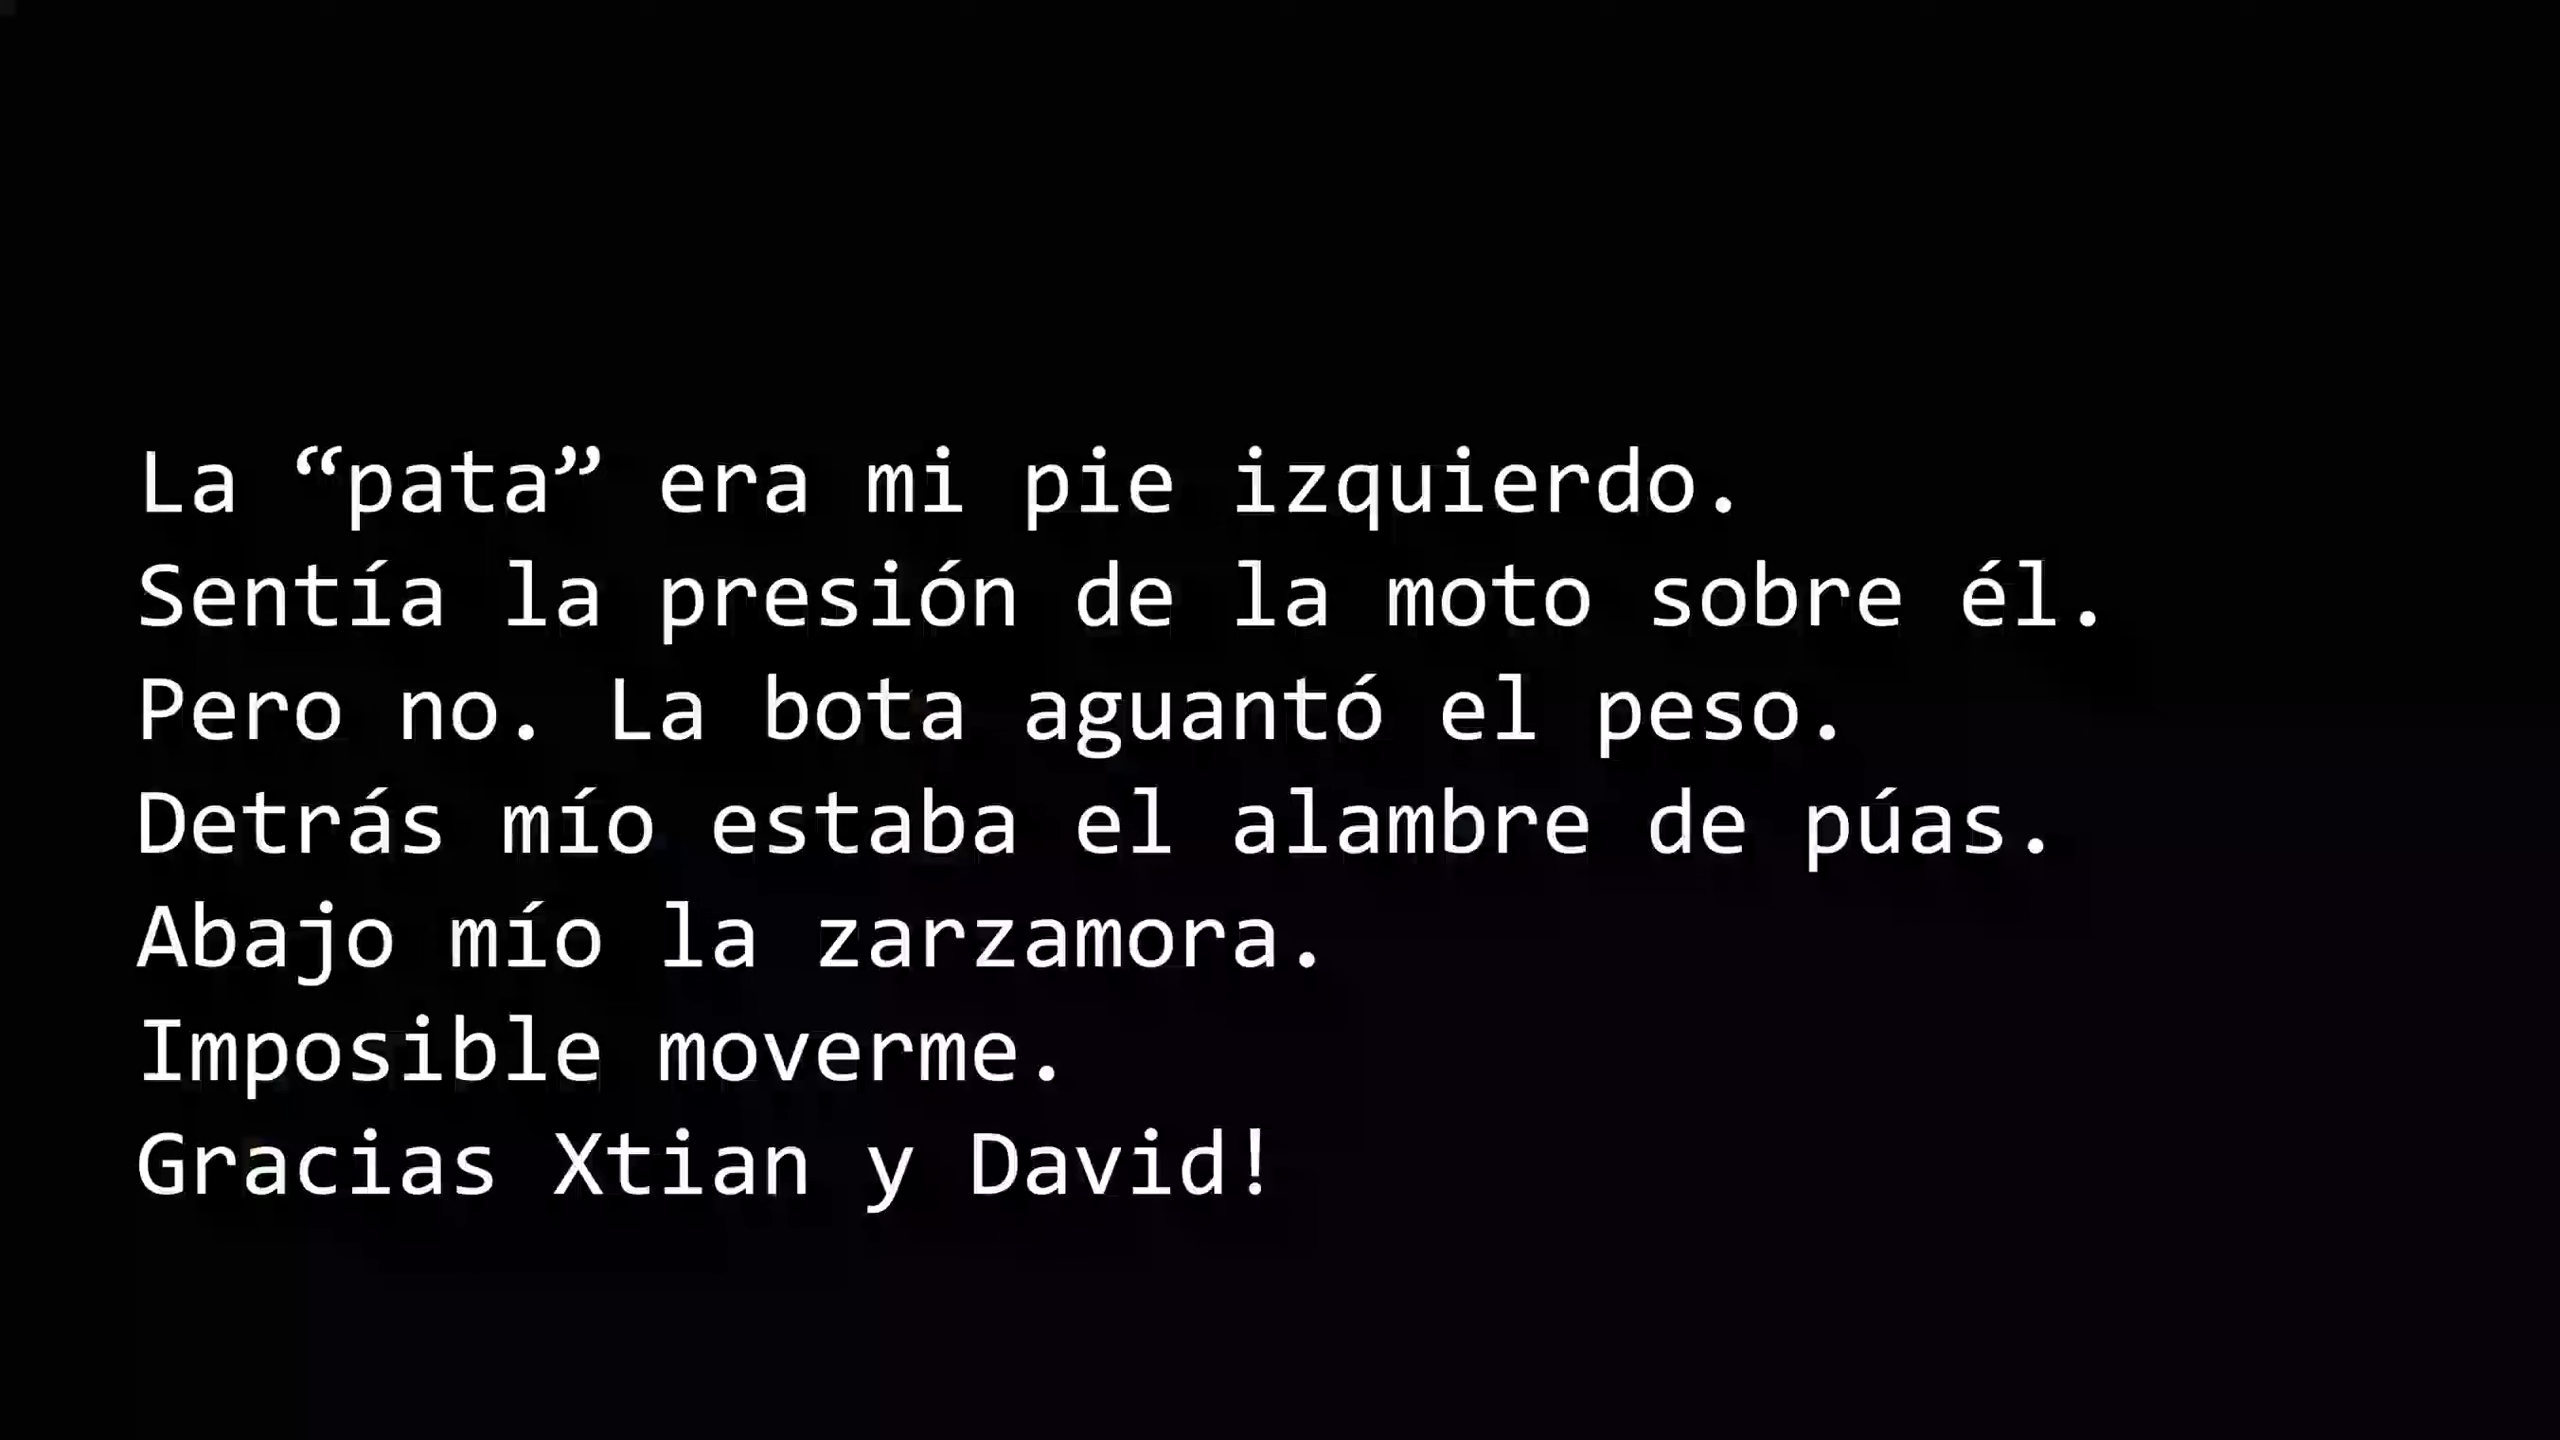 La “pata” era mi pie izquierdo.
Sentía la presión de la moto sobre él.
Pero no. La bota aguantó el peso.
Detrás mío estaba el alambre de púas.
Abajo mío la zarzamora.
Imposible moverme.
Gracias Xtian y David!